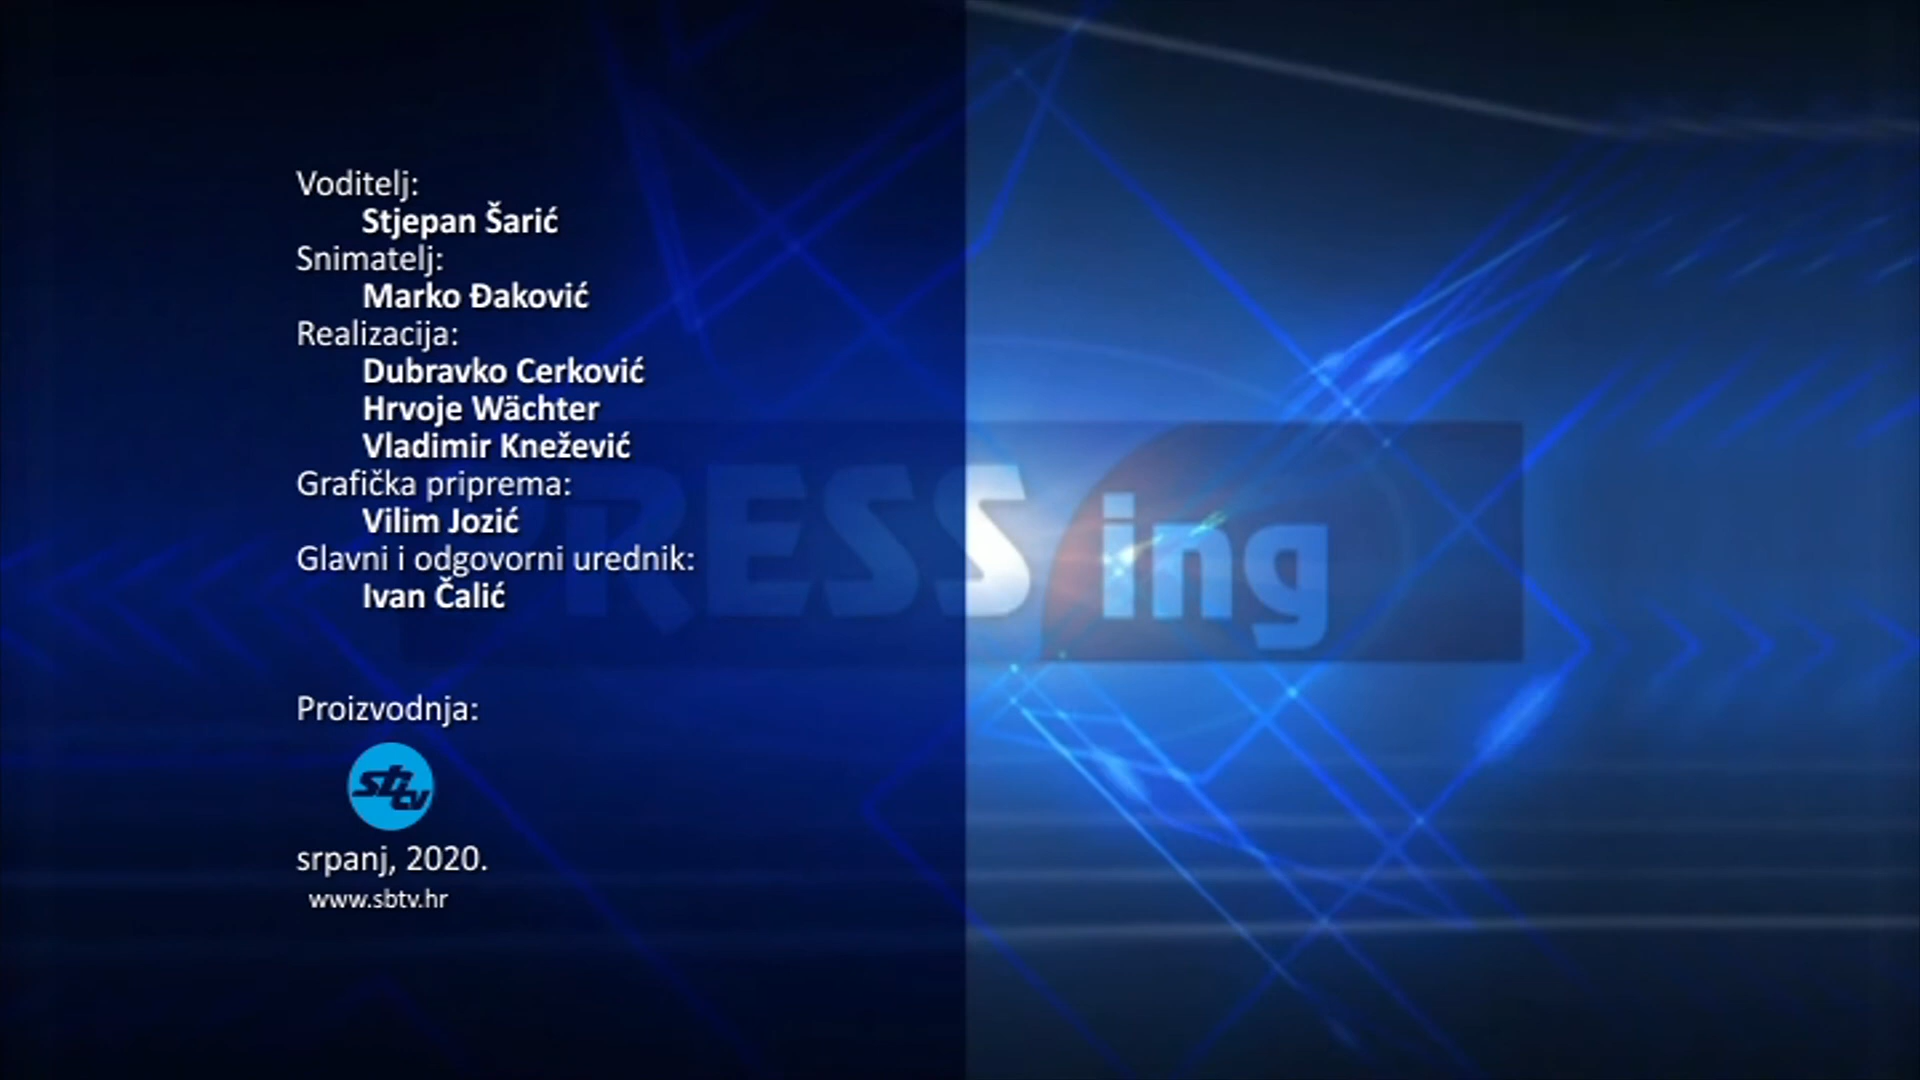 Voditelj:
Stjepan Šarić
Snimatelj:
Marko Đaković
Realizacija:
Dubravko Cerković
Hrvoje Wächter
Vladimir Knežević
Grafička priprema:
Vilim Jozić
Glavni i odgovorni urednik:
Ivan Čalić
PRESSing
Proizvodnja:
sbtv
srpanj, 2020.
www.sbtv.hr